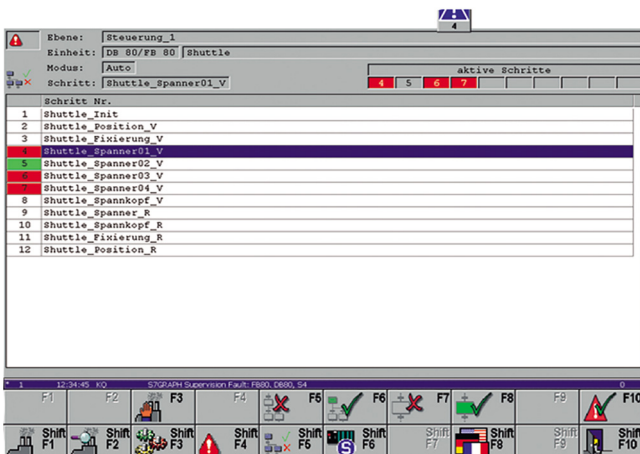 4
Ebene: Steuerung_1
Einheit: DB 80/FB 80 Shuttle
Modus: Auto
aktive Schritte
Schritt: Shuttle_Spanner01_V
4 5 6 7
Schritt Nr.
1 Shuttle_Init
2 Shuttle_Position_V
3 Shuttle_Fixierung_V
4 Shuttle_Spanner01_V
5 Shuttle_Spanner02_V
6 Shuttle_Spanner03_V
7 Shuttle_Spanner04_V
8 Shuttle_Spannkopf_V
9 Shuttle_Spanner_R
10 Shuttle_Spannkopf_R
11 Shuttle_Fixierung_R
12 Shuttle_Position_R
* 1 12:34:45 KQ S7GRAPH Supervision Fault: FB80, DB80, S4 0
F1 F2 F3 F4 F5 F6 F7 F8 F9 F10
Shift Shift Shift Shift Shift Shift Shift Shift Shift Shift
F1 F2 F3 F4 F5 S F6 F7 F8 F9 F10